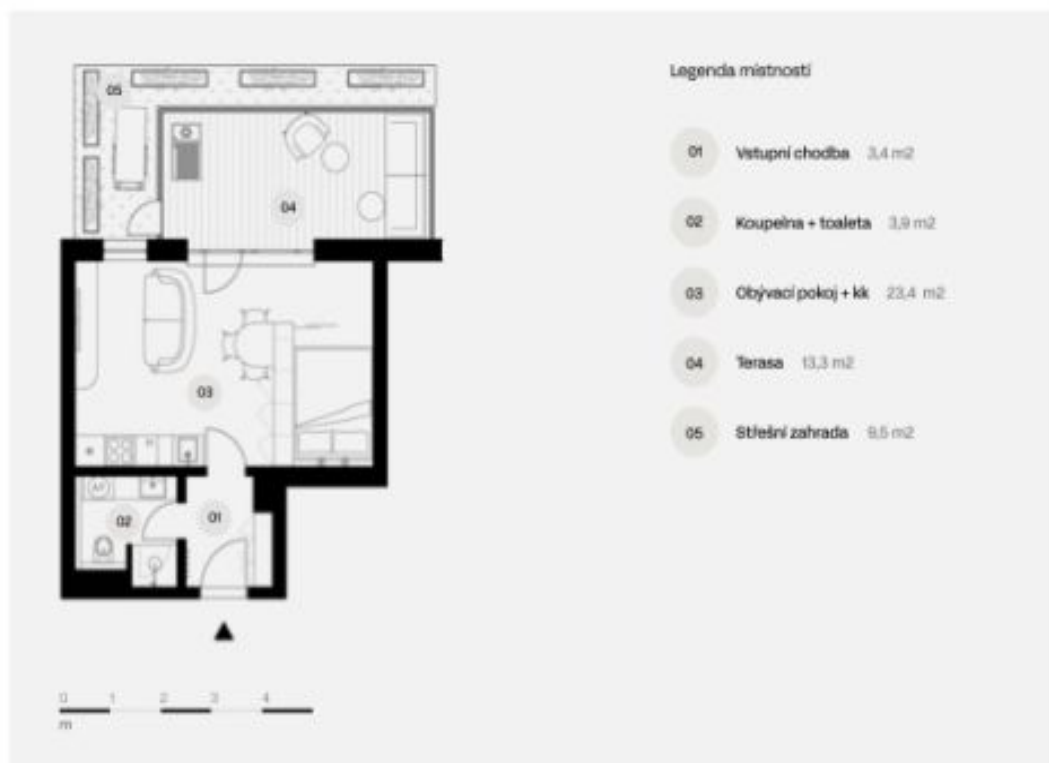 05
04
03
02
01
0 1 2 3 4
m
Legenda místností
01 Vstupní chodba 3,4 m2
02 Koupelna + toaleta 3,9 m2
03 Obývací pokoj + kk 23,4 m2
04 Terasa 13,3 m2
05 Střešní zahrada 9,5 m2